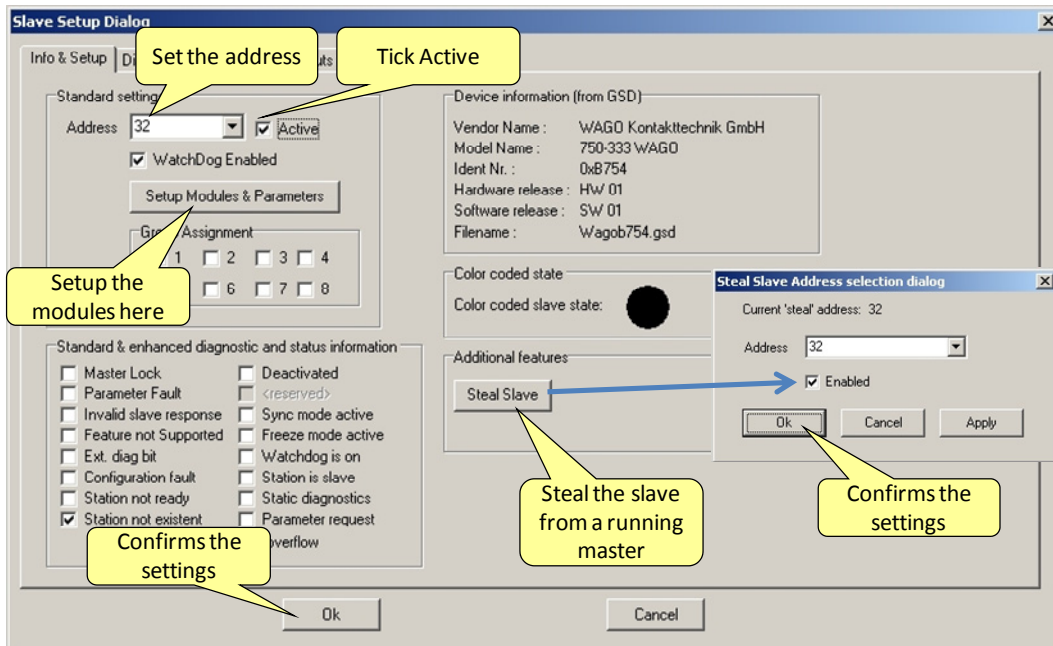 Slave Setup Dialog
Info & Setup
Set the address
Tick Active
Standard
Address 32 Active
WatchDog Enabled
Setup Modules & Parameters
Assignment
1 2 3 4
6 7 8
Setup the
modules here
Device information (from GSD)
Vendor Name : WAGO Kontakttechnik GmbH
Model Name : 750-333 WAGO
Ident Nr. : 0xB754
Hardware release : HW 01
Software release : SW 01
Filename : Wagob754.gsd
Color coded state
Color coded slave state:
Additional features
Steal Slave
Steal the slave
from a running
master
Steal Slave Address selection dialog
Current 'steal' address: 32
Address 32
Enabled
Ok Cancel Apply
Confirms the
settings
Standard & enhanced diagnostic and status information
Master Lock Deactivated
Parameter Fault <reserved>
Invalid slave response Sync mode active
Feature not Supported Freeze mode active
Ext. diag bit Watchdog is on
Configuration fault Station is slave
Station not ready Static diagnostics
Station not existent Parameter request
overflow
Confirms the
settings
Ok Cancel